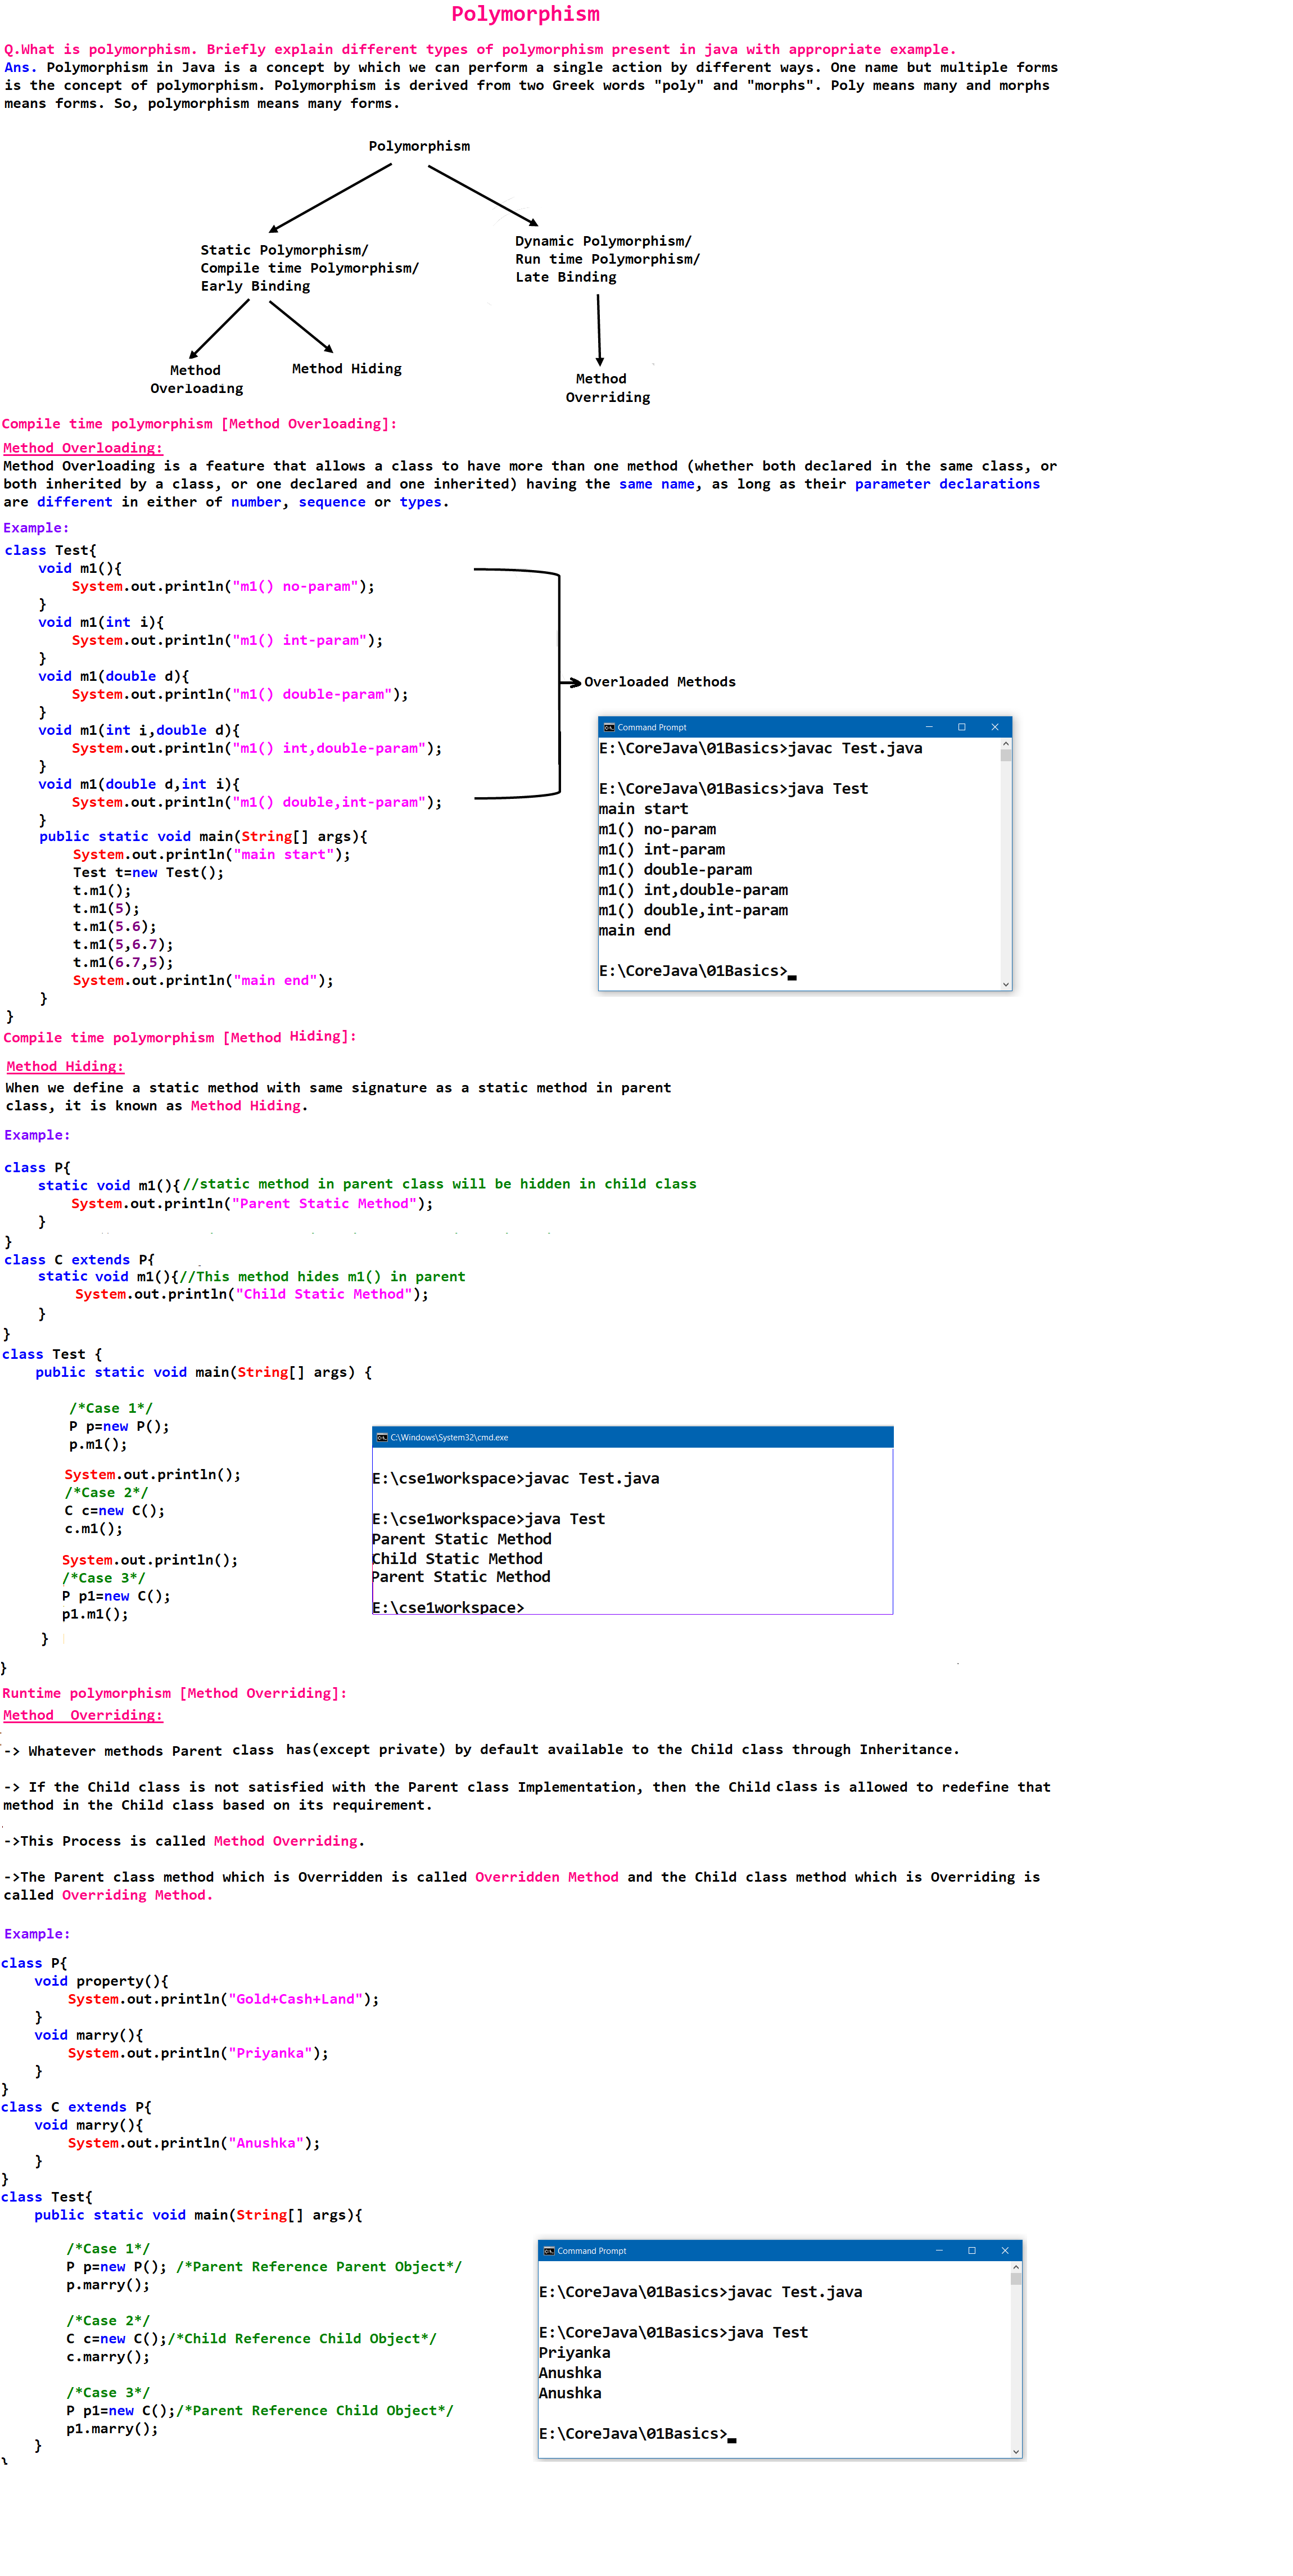 Polymorphism
Q.What is polymorphism. Briefly explain different types of polymorphism present in java with appropriate example.
Ans. Polymorphism in Java is a concept by which we can perform a single action by different ways. One name but multiple forms
is the concept of polymorphism. Polymorphism is derived from two Greek words "poly" and "morphs". Poly means many and morphs
means forms. So, polymorphism means many forms.
Polymorphism
Static Polymorphism/
Compile time Polymorphism/
Early Binding
Dynamic Polymorphism/
Run time Polymorphism/
Late Binding
Method
Overloading
Method Hiding
Method
Overriding
Compile time polymorphism [Method Overloading]:
Method Overloading:
Method Overloading is a feature that allows a class to have more than one method (whether both declared in the same class, or
both inherited by a class, or one declared and one inherited) having the same name, as long as their parameter declarations
are different in either of number, sequence or types.
Example:
class Test{
void m1(){
System.out.println("m1() no-param");
}
void m1(int i){
System.out.println("m1() int-param");
}
void m1(double d){
System.out.println("m1() double-param");
}
void m1(int i,double d){
System.out.println("m1() int,double-param");
}
void m1(double d,int i){
System.out.println("m1() double,int-param");
}
public static void main(String[] args){
System.out.println("main start");
Test t=new Test();
t.m1();
t.m1(5);
t.m1(5.6);
t.m1(5,6.7);
t.m1(6.7,5);
System.out.println("main end");
}
}
Overloaded Methods
Command Prompt
E:\CoreJava\01Basics>javac Test.java
E:\CoreJava\01Basics>java Test
main start
m1() no-param
m1() int-param
m1() double-param
m1() int,double-param
m1() double,int-param
main end
E:\CoreJava\01Basics>
Compile time polymorphism [Method Hiding]:
Method Hiding:
When we define a static method with same signature as a static method in parent
class, it is known as Method Hiding.
Example:
class P{
static void m1(){//static method in parent class will be hidden in child class
System.out.println("Parent Static Method");
}
}
class C extends P{
static void m1(){//This method hides m1() in parent
System.out.println("Child Static Method");
}
}
class Test {
public static void main(String[] args) {
/*Case 1*/
P p=new P();
p.m1();
System.out.println();
/*Case 2*/
C c=new C();
c.m1();
System.out.println();
/*Case 3*/
P p1=new C();
p1.m1();
}
}
C:\Windows\System32\cmd.exe
E:\cse1workspace>javac Test.java
E:\cse1workspace>java Test
Parent Static Method
Child Static Method
Parent Static Method
E:\cse1workspace>
Runtime polymorphism [Method Overriding]:
Method  Overriding:
-> Whatever methods Parent class has(except private) by default available to the Child class through Inheritance.
-> If the Child class is not satisfied with the Parent class Implementation, then the Child class is allowed to redefine that
method in the Child class based on its requirement.
->This Process is called Method Overriding.
->The Parent class method which is Overridden is called Overridden Method and the Child class method which is Overriding is
called Overriding Method.
Example:
class P{
void property(){
System.out.println("Gold+Cash+Land");
}
void marry(){
System.out.println("Priyanka");
}
}
class C extends P{
void marry(){
System.out.println("Anushka");
}
}
class Test{
public static void main(String[] args){
/*Case 1*/
P p=new P(); /*Parent Reference Parent Object*/
p.marry();
/*Case 2*/
C c=new C();/*Child Reference Child Object*/
c.marry();
/*Case 3*/
P p1=new C();/*Parent Reference Child Object*/
p1.marry();
}
}
Command Prompt
E:\CoreJava\01Basics>javac Test.java
E:\CoreJava\01Basics>java Test
Priyanka
Anushka
Anushka
E:\CoreJava\01Basics>